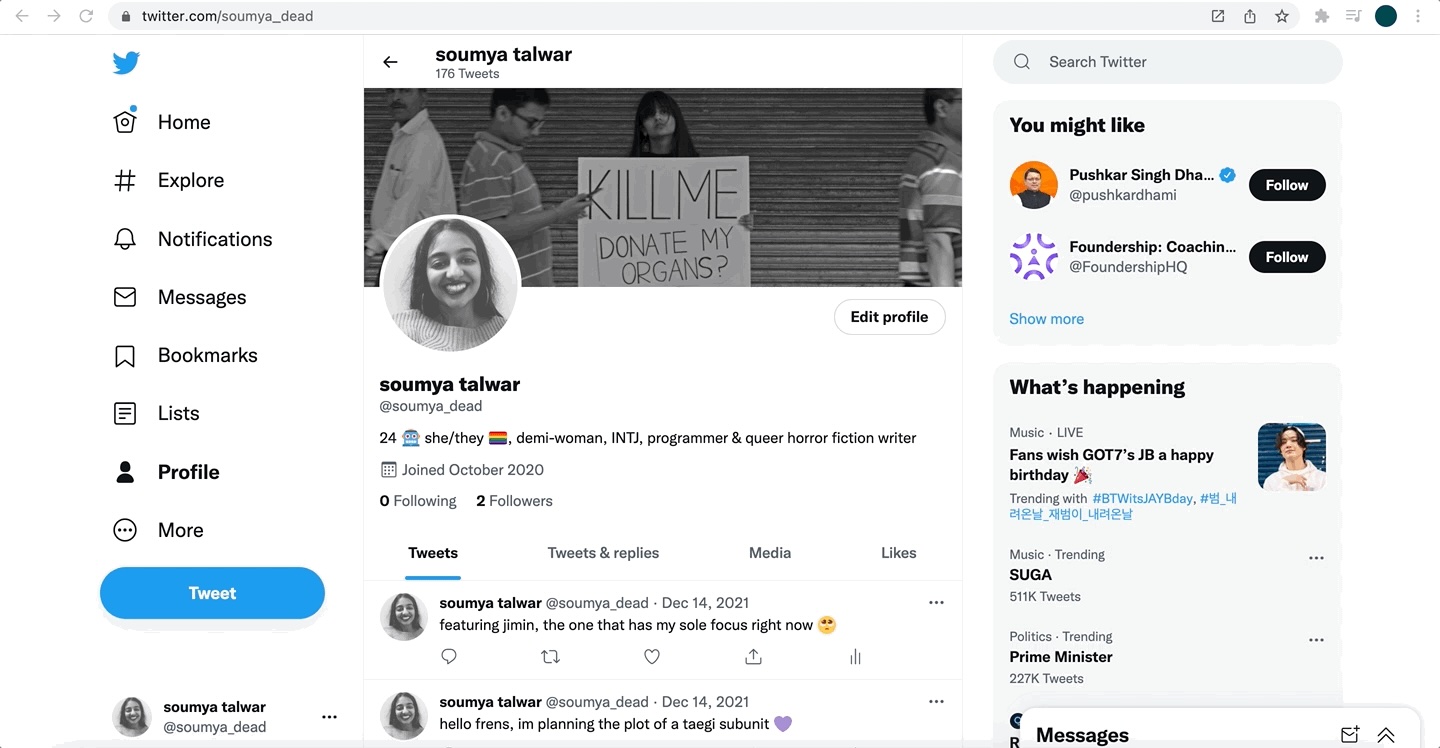 twitter.com/soumya_dead
Home
Explore
Notifications
Messages
Bookmarks
Lists
Profile
More
Tweet
soumya talwar
@soumya_dead
soumya talwar
176 Tweets
KILL ME
DONATE MY
ORGANS?
Edit profile
soumya talwar
@soumya_dead
24 🤖 she/they 🏳️‍🌈, demi-woman, INTJ, programmer & queer horror fiction writer
Joined October 2020
0 Following 2 Followers
Tweets Tweets & replies Media Likes
soumya talwar @soumya_dead · Dec 14, 2021
featuring jimin, the one that has my sole focus right now 🥺
soumya talwar @soumya_dead · Dec 14, 2021
hello frens, im planning the plot of a taegi subunit 💜
Search Twitter
You might like
Pushkar Singh Dha...
@pushkardhami
Follow
Foundership: Coachin...
@FoundershipHQ
Follow
Show more
What's happening
Music · LIVE
Fans wish GOT7's JB a happy
birthday 🎉
Trending with #BTWitsJAYBday, #범_내
려온날_재범이_내려온날
Music · Trending
SUGA
511K Tweets
Politics · Trending
Prime Minister
227K Tweets
Messages